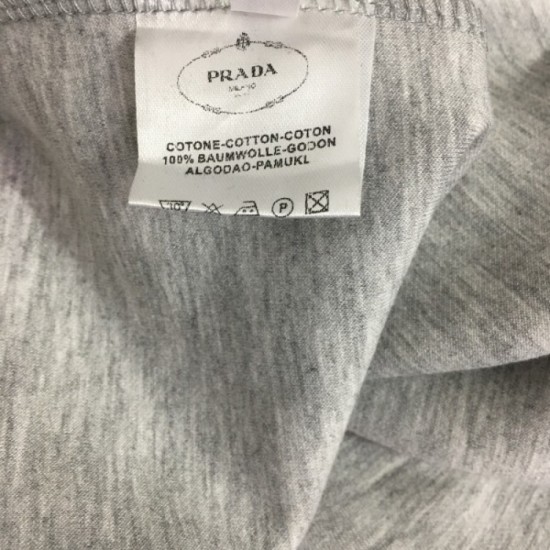 PRADA
MILANO
COTONE-COTTON-COTON
100% BAUMWOLLE-GODON
ALGODAO-PAMUKL
P